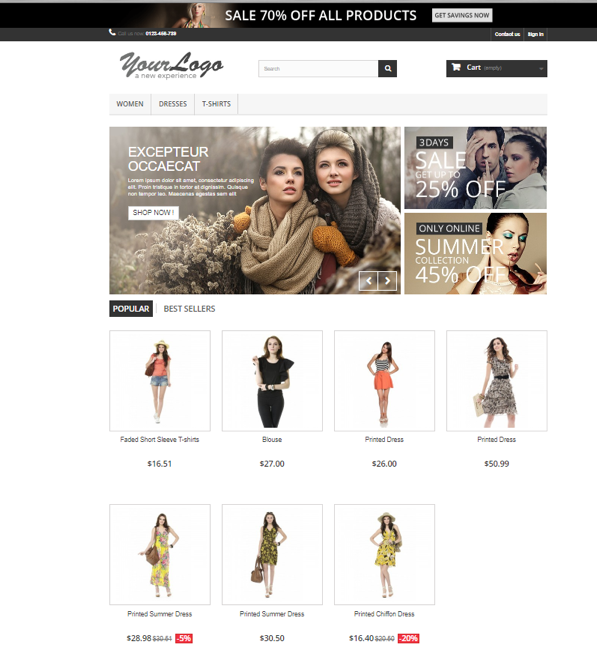 SALE 70% OFF ALL PRODUCTS GET SAVINGS NOW
Call us now: 0123-456-789 Contact us Sign in
YourLogo
a new experience
Search
Cart (empty)
WOMEN DRESSES T-SHIRTS
EXCEPTEUR
OCCAECAT
Lorem ipsum dolor sit amet, consectetur adipiscing
elit. Proin tristique in tortor et dignissim. Quisque
non tempor leo. Maecenas egestas sem elit
SHOP NOW !
3 DAYS
SALE
GET UP TO
25% OFF
ONLY ONLINE
SUMMER
COLLECTION
45% OFF
POPULAR BEST SELLERS
Faded Short Sleeve T-shirts Blouse Printed Dress Printed Dress
$16.51 $27.00 $26.00 $50.99
Printed Summer Dress Printed Summer Dress Printed Chiffon Dress
$28.98 $30.51 -5% $30.50 $16.40 $20.50 -20%